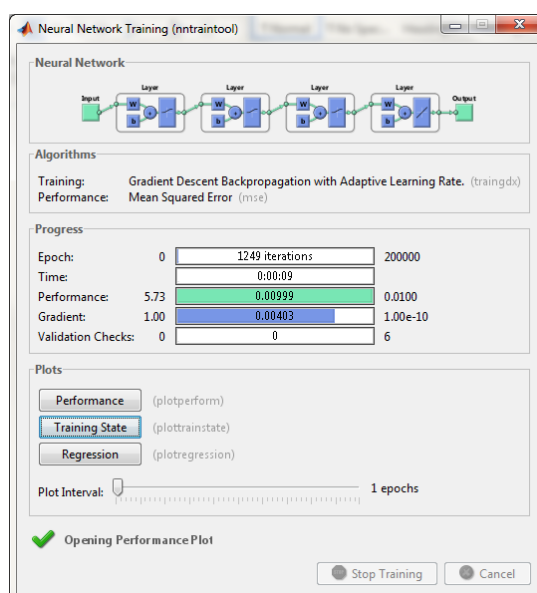 Neural Network Training (nntraintool)
Neural Network
Layer Layer Layer Layer
Input Output
W W W W
b b b b
Algorithms
Training: Gradient Descent Backpropagation with Adaptive Learning Rate. (traingdx)
Performance: Mean Squared Error (mse)
Progress
Epoch: 0 1249 iterations 200000
Time: 0:00:09
Performance: 5.73 0.00999 0.0100
Gradient: 1.00 0.00403 1.00e-10
Validation Checks: 0 0 6
Plots
Performance (plotperform)
Training State (plottrainstate)
Regression (plotregression)
Plot Interval: 1 epochs
Opening Performance Plot
Stop Training Cancel